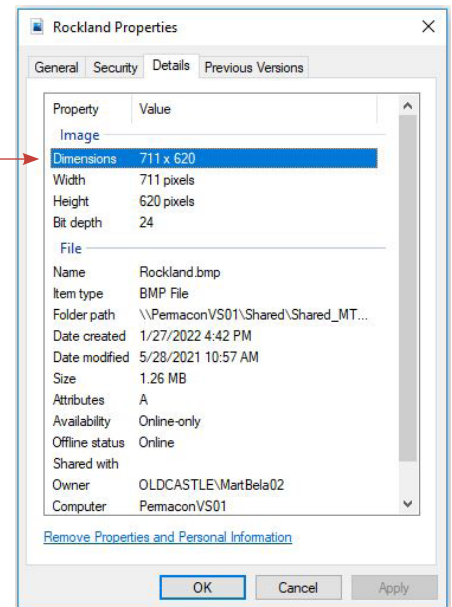 Rockland Properties
General Security Details Previous Versions
Property Value
Image
Dimensions 711 x 620
Width 711 pixels
Height 620 pixels
Bit depth 24
File
Name Rockland.bmp
Item type BMP File
Folder path \\PermaconVS01\Shared\Shared_MT...
Date created 1/27/2022 4:42 PM
Date modified 5/28/2021 10:57 AM
Size 1.26 MB
Attributes A
Availability Online-only
Offline status Online
Shared with
Owner OLDCASTLE\MartBela02
Computer PermaconVS01
Remove Properties and Personal Information
OK Cancel Apply